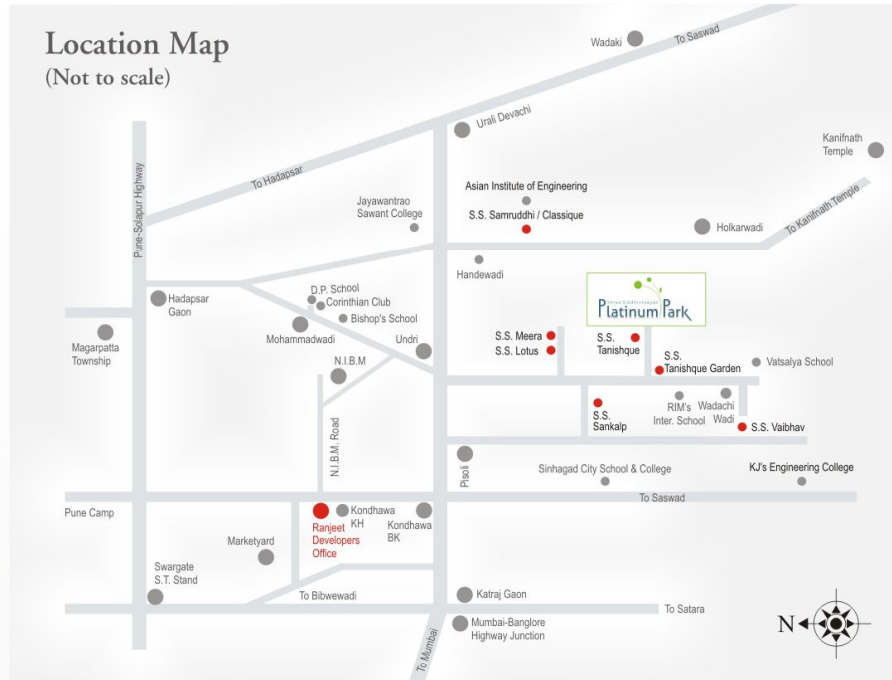 Location Map
(Not to scale)
Wadaki
To Saswad
Urali Devachi
Kanifnath
Temple
Pune-Solapur Highway
To Hadapsar
Asian Institute of Engineering
Jayawantrao
Sawant College
S.S. Samruddhi / Classique
Holkarwadi
To Kanifnath Temple
Handewadi
Hadapsar
Gaon
D.P. School
Corinthian Club
Bishop's School
Mohammadwadi
Undri
Shree Siddhivinayak
Platinum Park
Magarpatta
Township
N.I.B.M
S.S. Meera
S.S. Lotus
S.S.
Tanishque
S.S.
Tanishque Garden
Vatsalya School
S.S.
Sankalp
RIM's
Inter. School
Wadachi
Wadi
S.S. Vaibhav
N.I.B.M. Road
Pisoli
Sinhagad City School & College
KJ's Engineering College
To Saswad
Pune Camp
Ranjeet
Developers
Office
Kondhawa
KH
Kondhawa
BK
Marketyard
Swargate
S.T. Stand
To Bibwewadi
Katraj Gaon
To Satara
Mumbai-Banglore
Highway Junction
To Mumbai
N